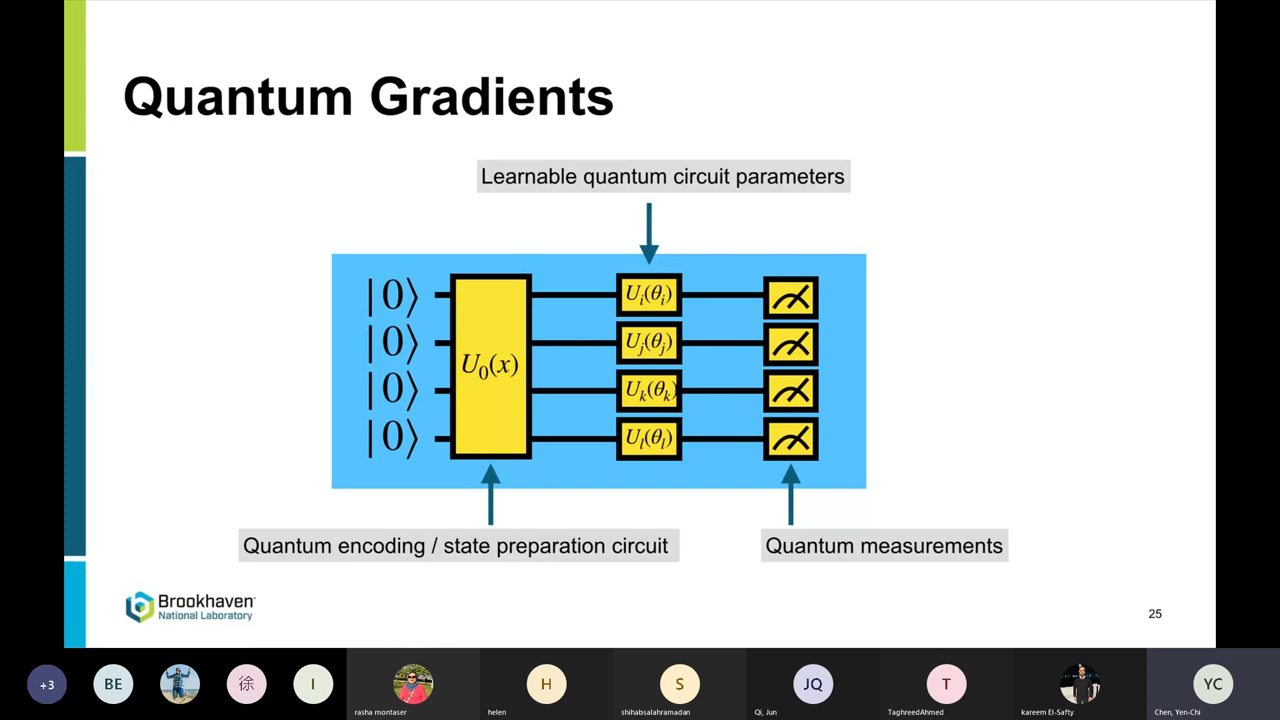 Quantum Gradients
Learnable quantum circuit parameters
|0⟩
|0⟩
|0⟩
|0⟩
U₀(x)
Uᵢ(θᵢ)
Uⱼ(θⱼ)
Uₖ(θₖ)
Uₗ(θₗ)
Quantum encoding / state preparation circuit
Quantum measurements
Brookhaven
National Laboratory
25
+3
BE
徐
I
H
S
JQ
T
YC
rasha montaser
helen
shihabsalahramadan
Qi, Jun
TaghreedAhmed
kareem El-Safty
Chen, Yen-Chi